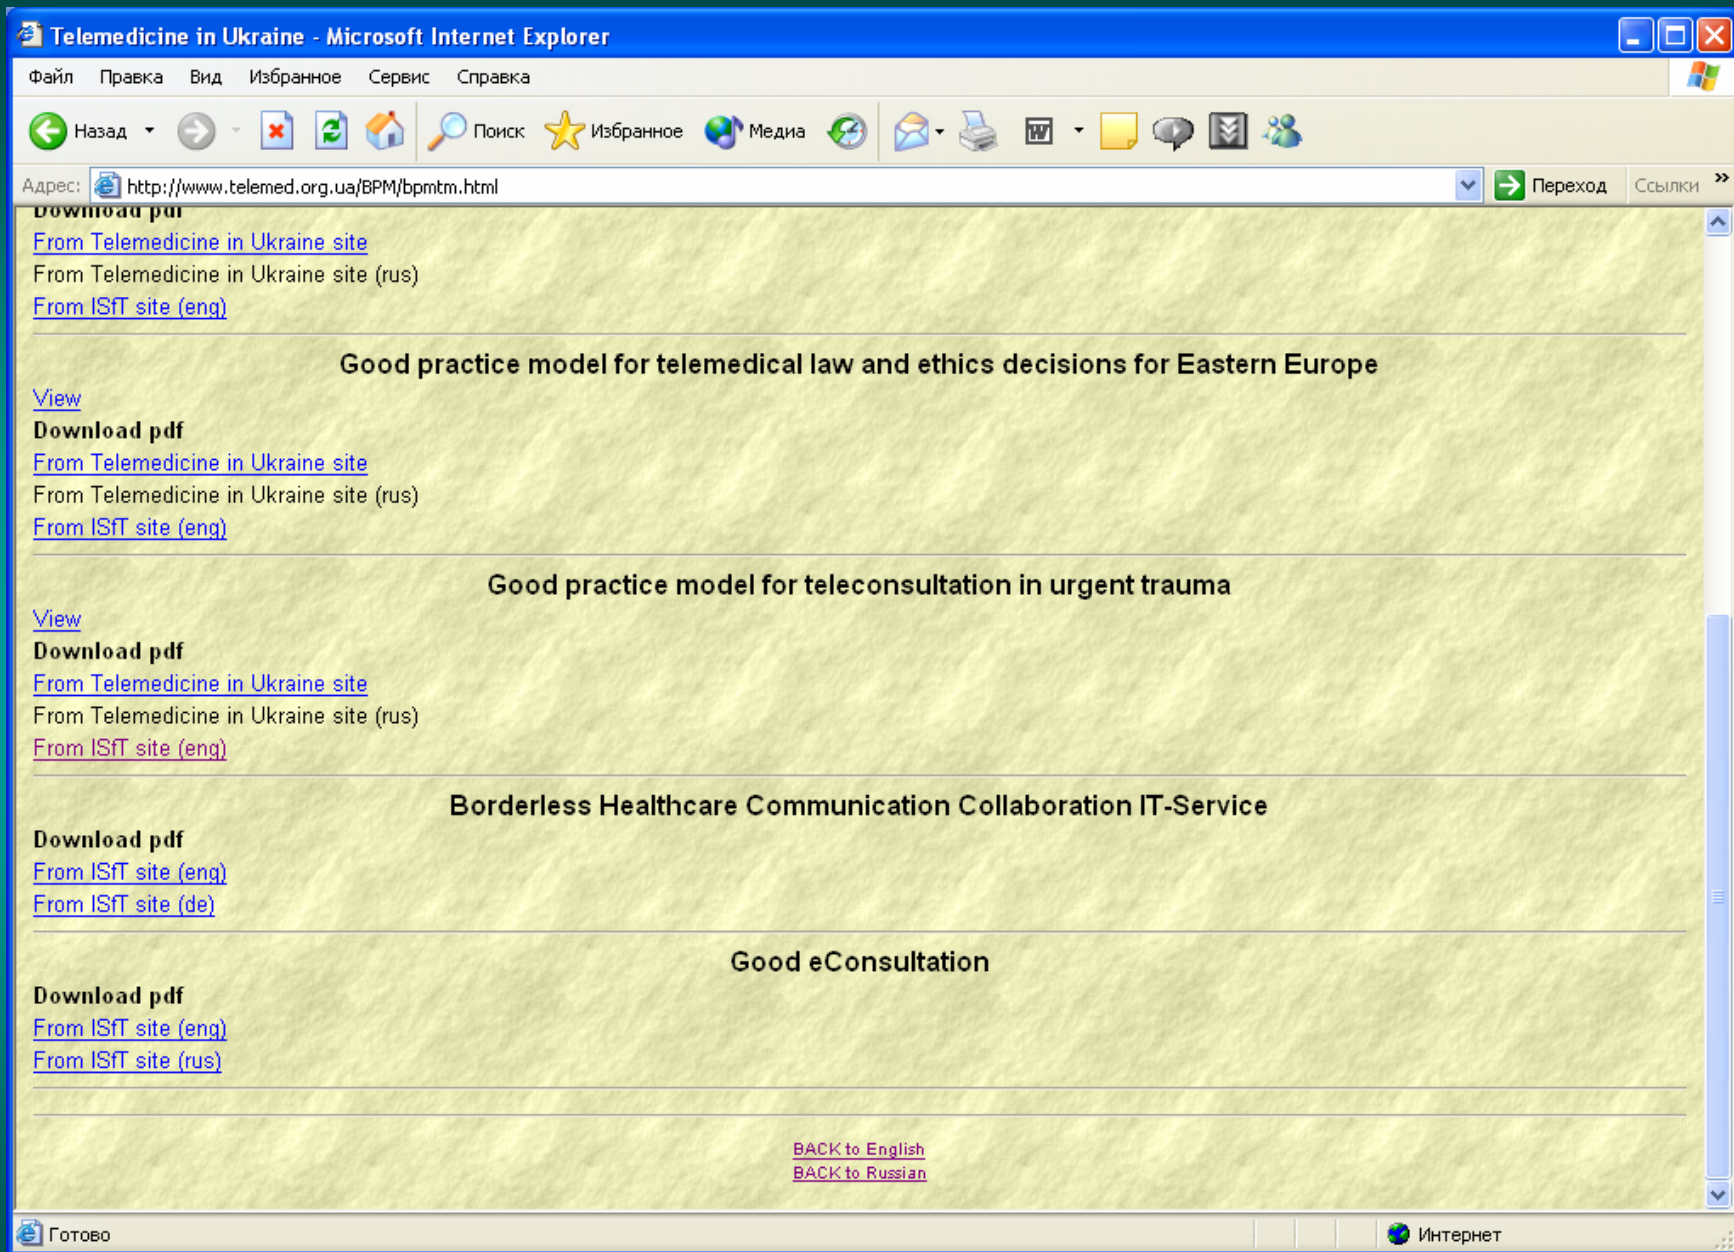 Telemedicine in Ukraine - Microsoft Internet Explorer
Файл Правка Вид Избранное Сервис Справка
Назад Поиск Избранное Медиа
Адрес: http://www.telemed.org.ua/BPM/bpmtm.html Переход Ссылки »
Download pdf
From Telemedicine in Ukraine site
From Telemedicine in Ukraine site (rus)
From ISfT site (eng)
Good practice model for telemedical law and ethics decisions for Eastern Europe
View
Download pdf
From Telemedicine in Ukraine site
From Telemedicine in Ukraine site (rus)
From ISfT site (eng)
Good practice model for teleconsultation in urgent trauma
View
Download pdf
From Telemedicine in Ukraine site
From Telemedicine in Ukraine site (rus)
From ISfT site (eng)
Borderless Healthcare Communication Collaboration IT-Service
Download pdf
From ISfT site (eng)
From ISfT site (de)
Good eConsultation
Download pdf
From ISfT site (eng)
From ISfT site (rus)
BACK to English
BACK to Russian
Готово Интернет